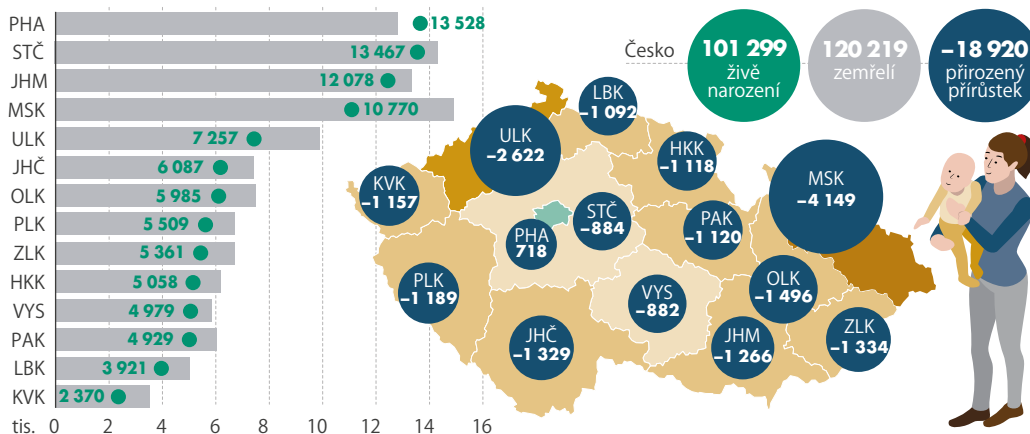 PHA 13 528
STČ 13 467
JHM 12 078
MSK 10 770
ULK 7 257
JHČ 6 087
OLK 5 985
PLK 5 509
ZLK 5 361
HKK 5 058
VYS 4 979
PAK 4 929
LBK 3 921
KVK 2 370
tis. 0 2 4 6 8 10 12 14 16
Česko
101 299
živě
narození
120 219
zemřelí
–18 920
přirozený
přírůstek
LBK
–1 092
ULK
–2 622
HKK
–1 118
KVK
–1 157
MSK
–4 149
STČ
–884
PAK
–1 120
PHA
718
PLK
–1 189
OLK
–1 496
VYS
–882
JHČ
–1 329
JHM
–1 266
ZLK
–1 334